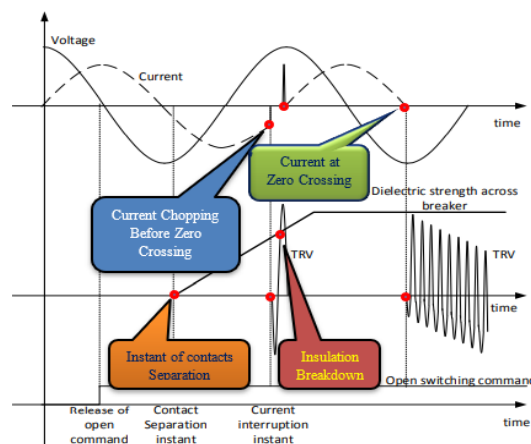 Voltage
Current
time
Current at
Zero Crossing
Current Chopping
Before Zero
Crossing
Dielectric strength across
breaker
TRV
TRV
time
Instant of contacts
Separation
Insulation
Breakdown
Open switching command
Release of
open
command
Contact
Separation
instant
Current
interruption
instant
time